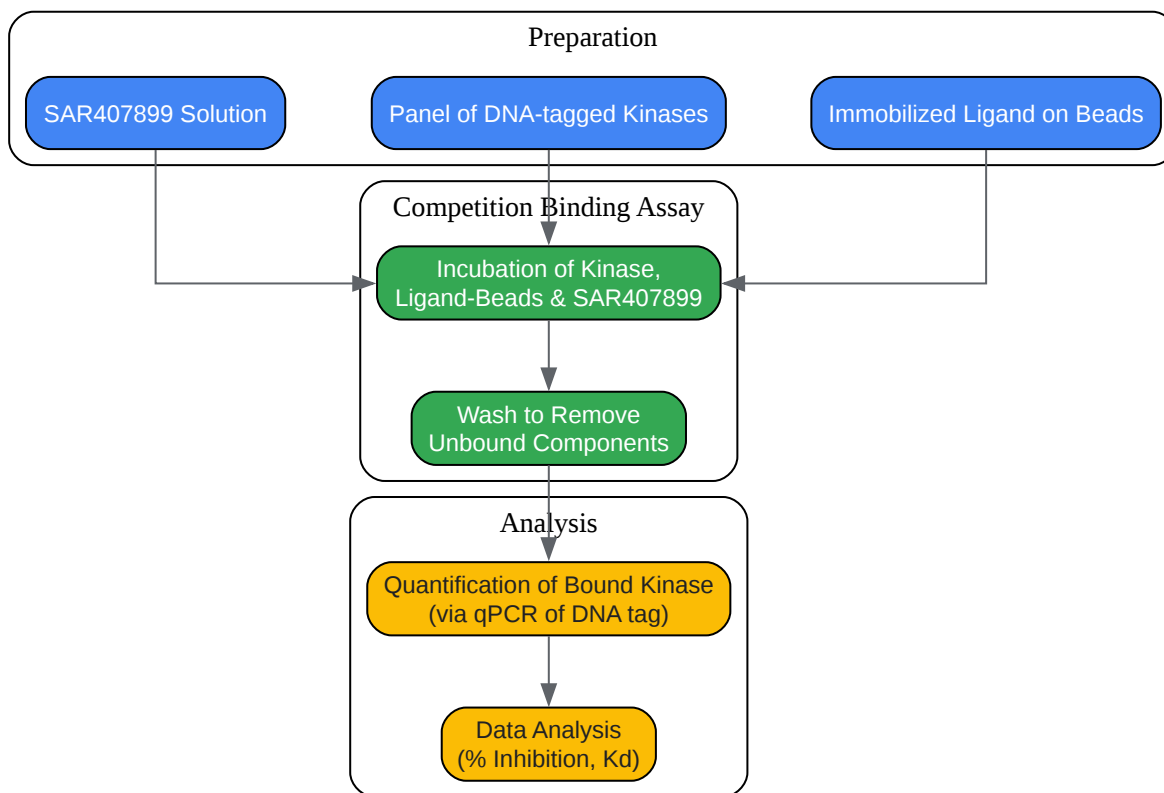 Preparation
SAR407899 Solution
Panel of DNA-tagged Kinases
Immobilized Ligand on Beads
Competition Binding Assay
Incubation of Kinase,
Ligand-Beads & SAR407899
Wash to Remove
Unbound Components
Analysis
Quantification of Bound Kinase
(via qPCR of DNA tag)
Data Analysis
(% Inhibition, Kd)